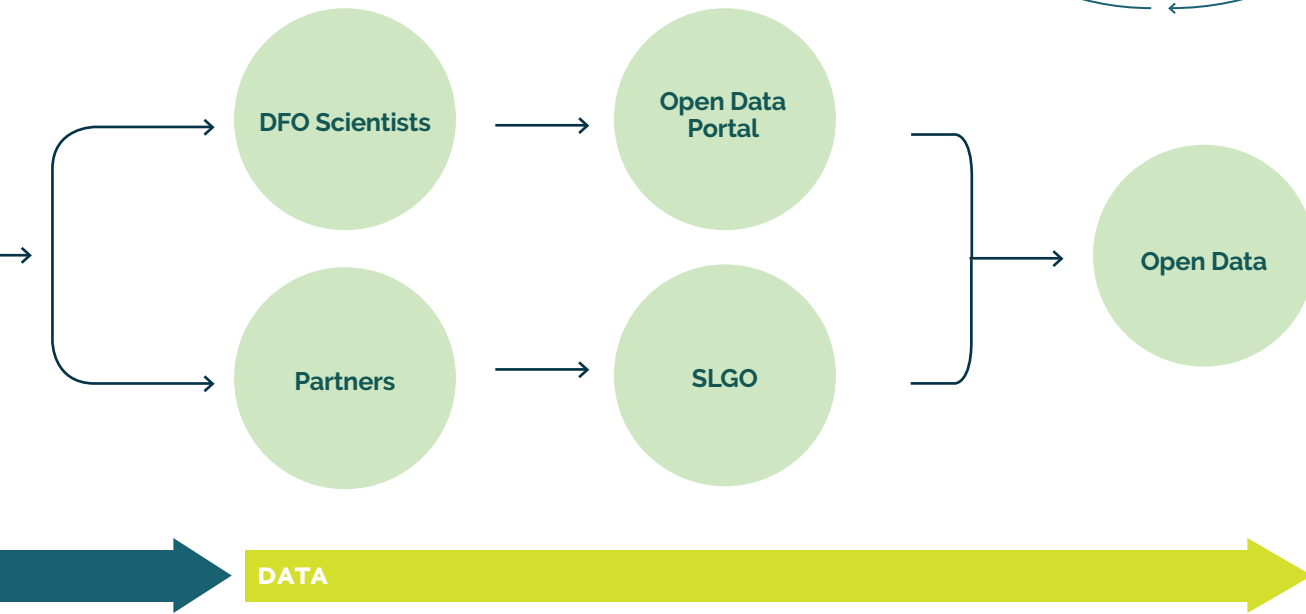 DFO Scientists
Open Data
Portal
Open Data
Partners
SLGO
DATA